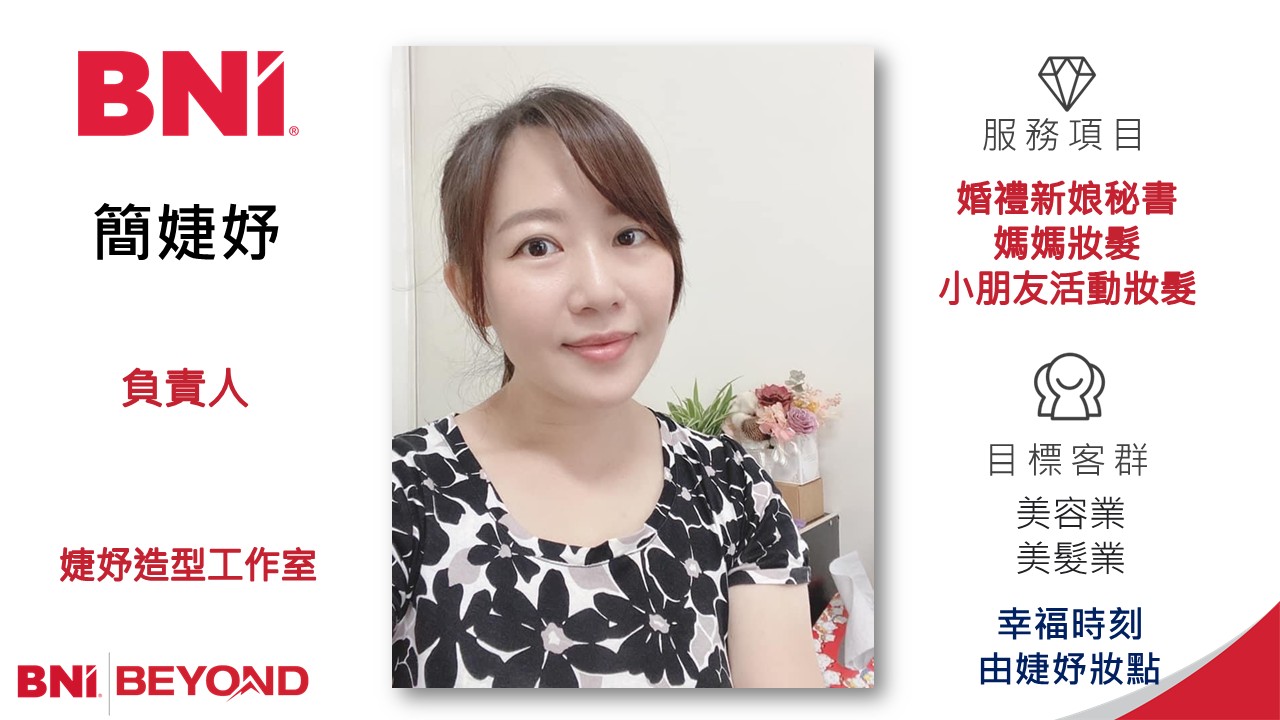 BNI®
簡婕妤
負責人
婕妤造型工作室
BNI® BEYOND
服務項目
婚禮新娘秘書
媽媽妝髮
小朋友活動妝髮
目標客群
美容業
美髮業
幸福時刻
由婕妤妝點